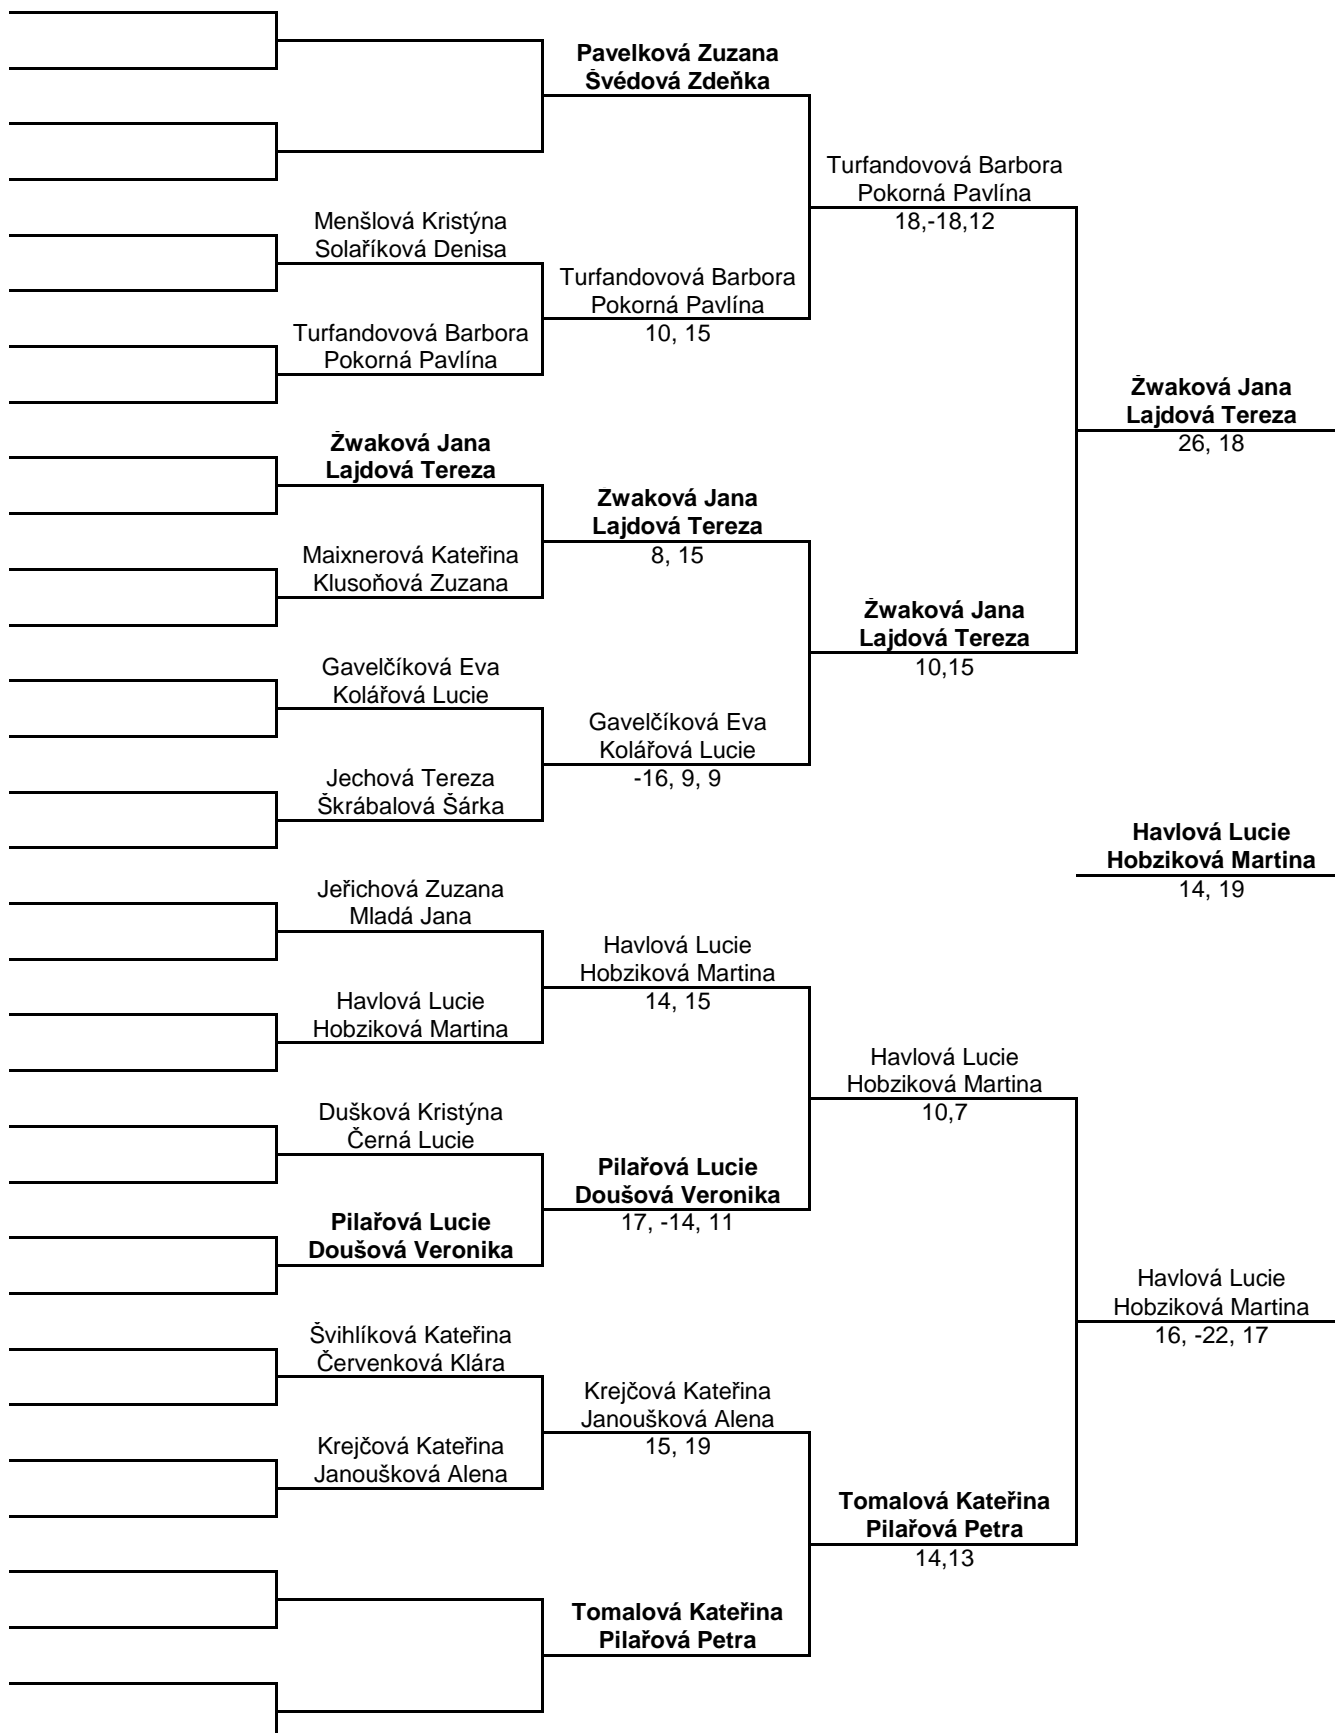 Pavelková Zuzana
Švédová Zdeňka
Turfandovová Barbora
Pokorná Pavlína
18,-18,12
Menšlová Kristýna
Solaříková Denisa
Turfandovová Barbora
Pokorná Pavlína
10, 15
Turfandovová Barbora
Pokorná Pavlína
Žwaková Jana
Lajdová Tereza
26, 18
Žwaková Jana
Lajdová Tereza
Žwaková Jana
Lajdová Tereza
8, 15
Maixnerová Kateřina
Klusoňová Zuzana
Žwaková Jana
Lajdová Tereza
10,15
Gavelčíková Eva
Kolářová Lucie
Gavelčíková Eva
Kolářová Lucie
-16, 9, 9
Jechová Tereza
Škrábalová Šárka
Havlová Lucie
Hobziková Martina
14, 19
Jeřichová Zuzana
Mladá Jana
Havlová Lucie
Hobziková Martina
14, 15
Havlová Lucie
Hobziková Martina
Havlová Lucie
Hobziková Martina
10,7
Dušková Kristýna
Černá Lucie
Pilařová Lucie
Doušová Veronika
17, -14, 11
Pilařová Lucie
Doušová Veronika
Havlová Lucie
Hobziková Martina
16, -22, 17
Švihlíková Kateřina
Červenková Klára
Krejčová Kateřina
Janoušková Alena
15, 19
Krejčová Kateřina
Janoušková Alena
Tomalová Kateřina
Pilařová Petra
14,13
Tomalová Kateřina
Pilařová Petra